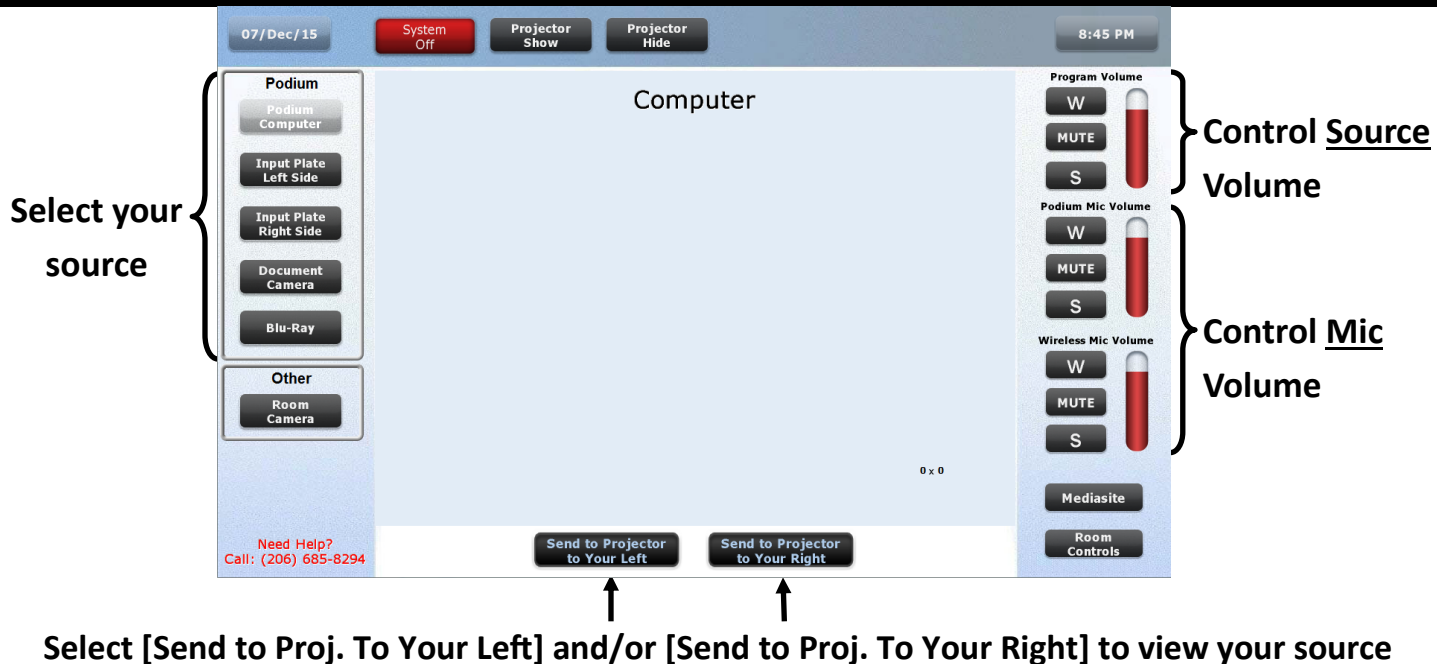 07/Dec/15
System
Off
Projector
Show
Projector
Hide
8:45 PM
Podium
Podium
Computer
Input Plate
Left Side
Input Plate
Right Side
Document
Camera
Blu-Ray
Other
Room
Camera
Need Help?
Call: (206) 685-8294
Select your
source
Computer
0 x 0
Send to Projector
to Your Left
Send to Projector
to Your Right
Program Volume
W
MUTE
S
Podium Mic Volume
W
MUTE
S
Wireless Mic Volume
W
MUTE
S
Mediasite
Room
Controls
Control Source
Volume
Control Mic
Volume
Select [Send to Proj. To Your Left] and/or [Send to Proj. To Your Right] to view your source